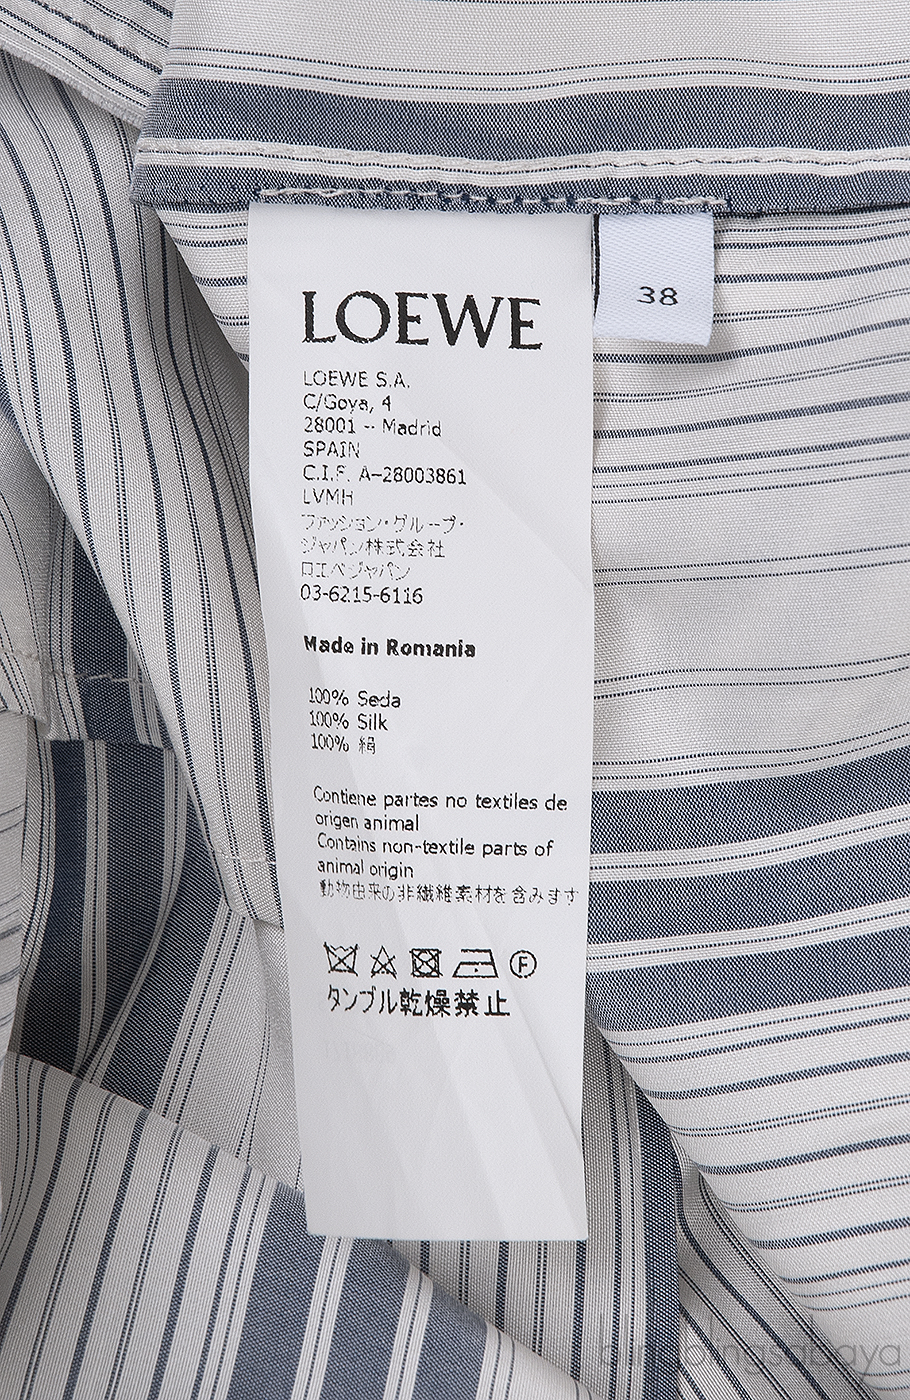 LOEWE
38
LOEWE S.A.
C/Goya, 4
28001 - Madrid
SPAIN
C.I.F. A-28003861
LVMH
ファッション・グループ・
ジャパン株式会社
ロエベジャパン
03-6215-6116
Made in Romania
100% Seda
100% Silk
100% 絹
Contiene partes no textiles de
origen animal
Contains non-textile parts of
animal origin
動物由来の非繊維素材を含みます
F
タンブル乾燥禁止